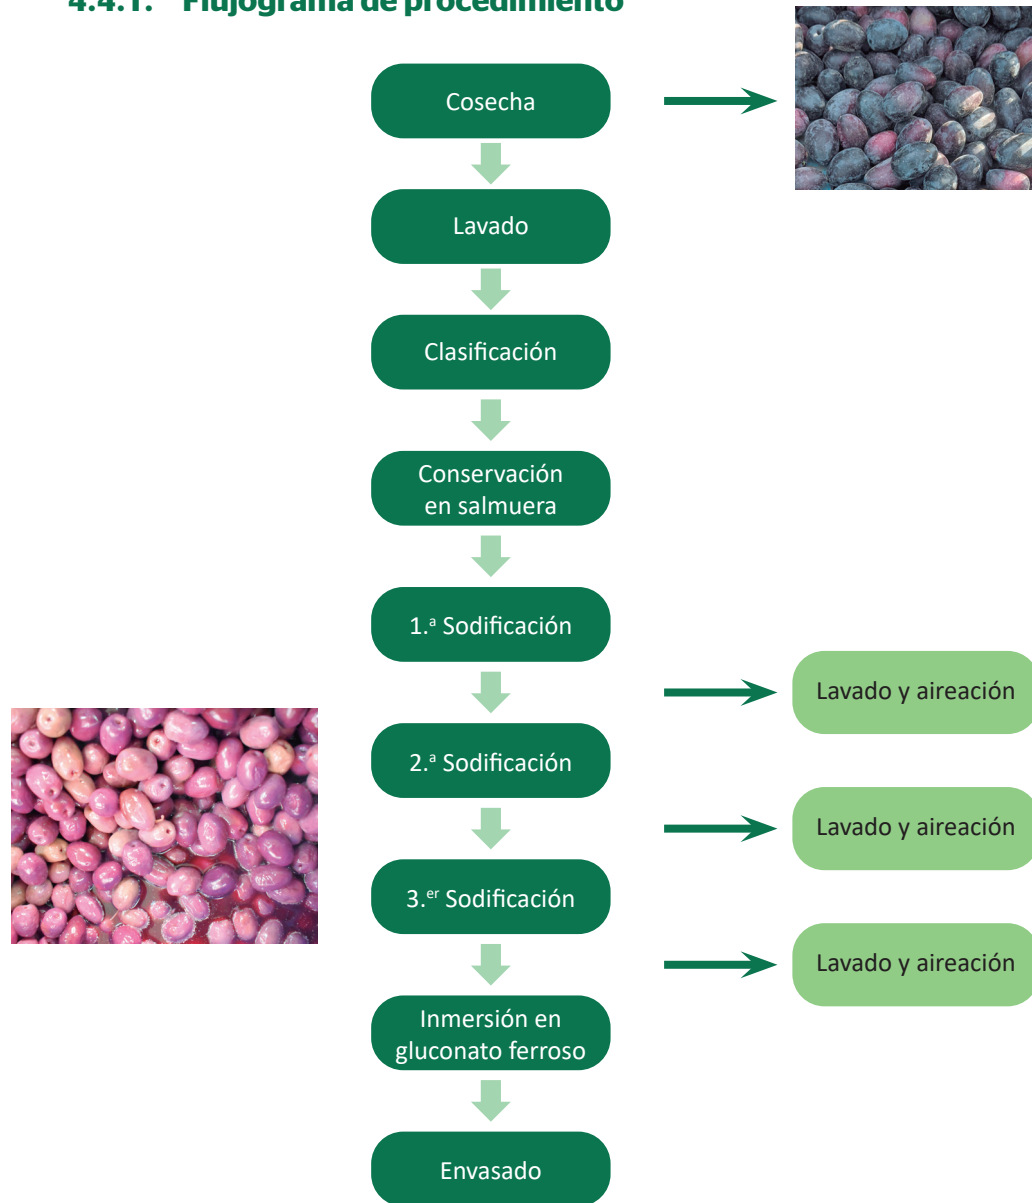 4.4.1. Flujograma de procedimiento
Cosecha
Lavado
Clasificación
Conservación
en salmuera
1.ª Sodificación
Lavado y aireación
2.ª Sodificación
Lavado y aireación
3.er Sodificación
Lavado y aireación
Inmersión en
gluconato ferroso
Envasado